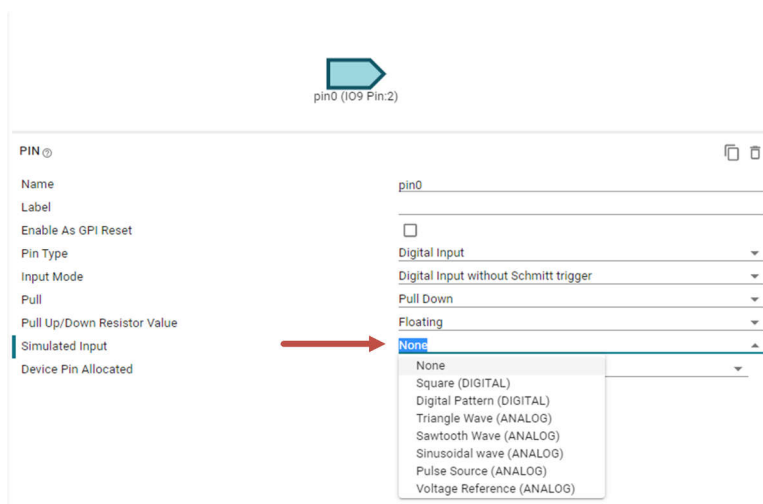 pin0 (IO9 Pin:2)
PIN
Name pin0
Label
Enable As GPI Reset
Pin Type Digital Input
Input Mode Digital Input without Schmitt trigger
Pull Pull Down
Pull Up/Down Resistor Value Floating
Simulated Input None
Device Pin Allocated
None
Square (DIGITAL)
Digital Pattern (DIGITAL)
Triangle Wave (ANALOG)
Sawtooth Wave (ANALOG)
Sinusoidal wave (ANALOG)
Pulse Source (ANALOG)
Voltage Reference (ANALOG)